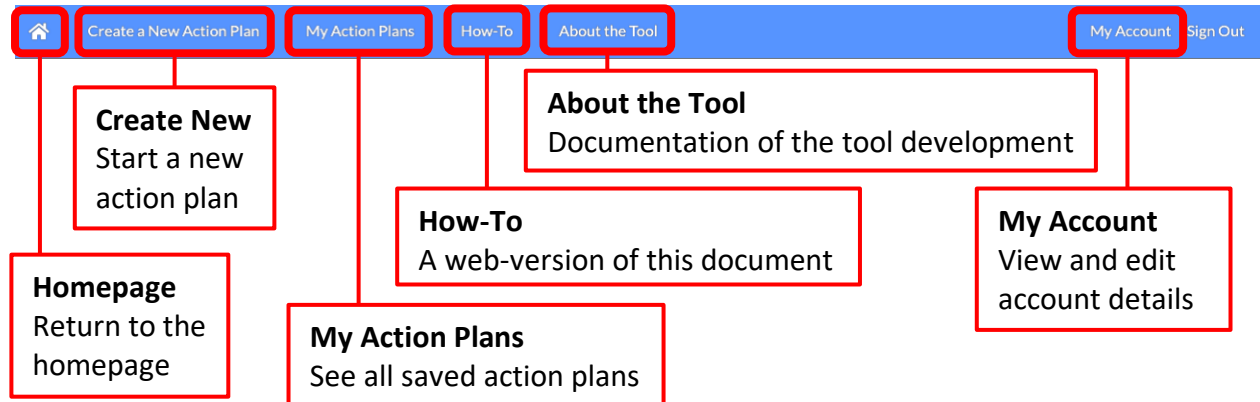 Create a New Action Plan
My Action Plans
How-To
About the Tool
My Account
Sign Out
Create New
Start a new
action plan
About the Tool
Documentation of the tool development
How-To
A web-version of this document
My Account
View and edit
account details
Homepage
Return to the
homepage
My Action Plans
See all saved action plans